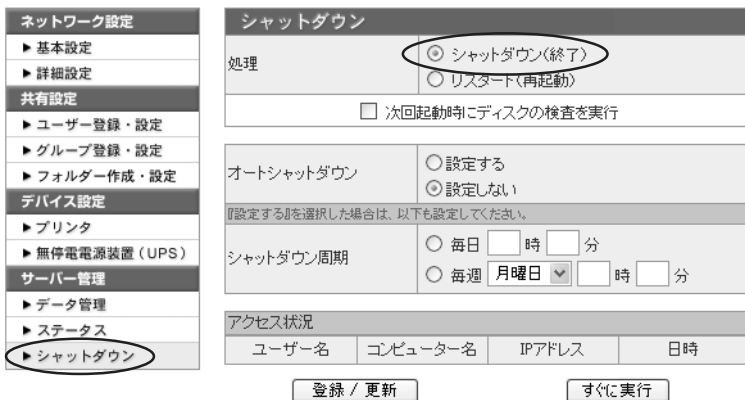 ネットワーク設定
▶基本設定
▶詳細設定
共有設定
▶ユーザー登録・設定
▶グループ登録・設定
▶フォルダー作成・設定
デバイス設定
▶プリンタ
▶無停電電源装置(UPS)
サーバー管理
▶データ管理
▶ステータス
▶シャットダウン
シャットダウン
処理
シャットダウン(終了)
リスタート(再起動)
次回起動時にディスクの検査を実行
オートシャットダウン
設定する
設定しない
『設定する』を選択した場合は、以下も設定してください。
シャットダウン周期
毎日 時 分
毎週 月曜日 時 分
アクセス状況
ユーザー名 コンピューター名 IPアドレス 日時
登録 / 更新 すぐに実行